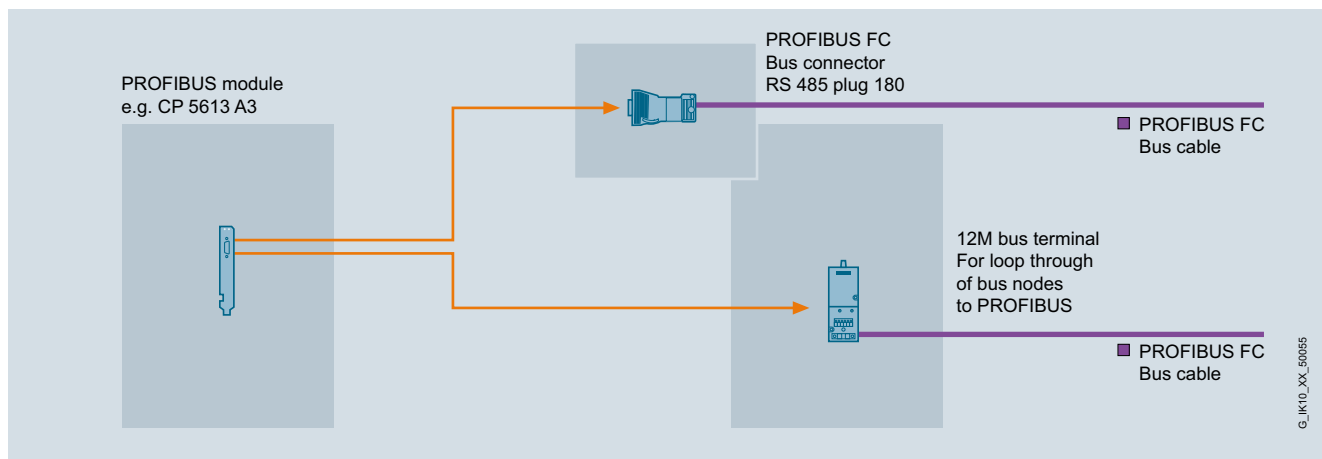 PROFIBUS module
e.g. CP 5613 A3
PROFIBUS FC
Bus connector
RS 485 plug 180
PROFIBUS FC
Bus cable
12M bus terminal
For loop through
of bus nodes
to PROFIBUS
PROFIBUS FC
Bus cable
G_IK10_XX_50055